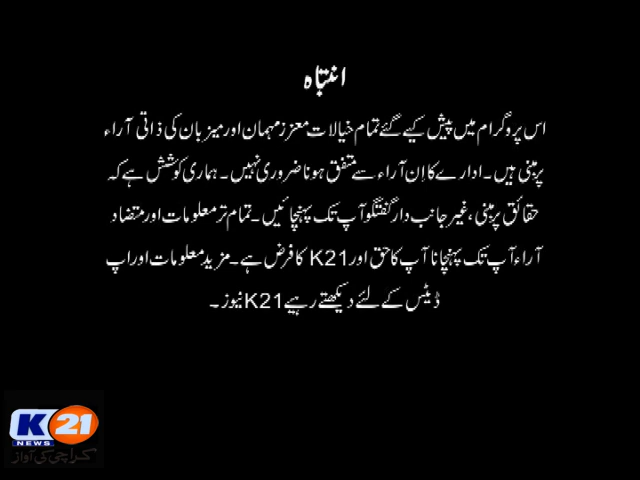 انتباہ
اس پروگرام میں پیش کیے گئے تمام خیالات معزز مہمان اور میزبان کی ذاتی آراء
پر مبنی ہیں۔ ادارے کا اِن آراء سے متفق ہونا ضروری نہیں۔ ہماری کوشش ہے کہ
حقائق پر مبنی، غیر جانب دار گفتگو آپ تک پہنچائیں۔ تمام تر معلومات اور متضاد
آراء آپ تک پہنچانا آپ کا حق اور K21 کا فرض ہے۔ مزید معلومات اور اپ
ڈیٹس کے لئے دیکھتے رہیے K21 نیوز۔
K21
NEWS
کراچی کی آواز